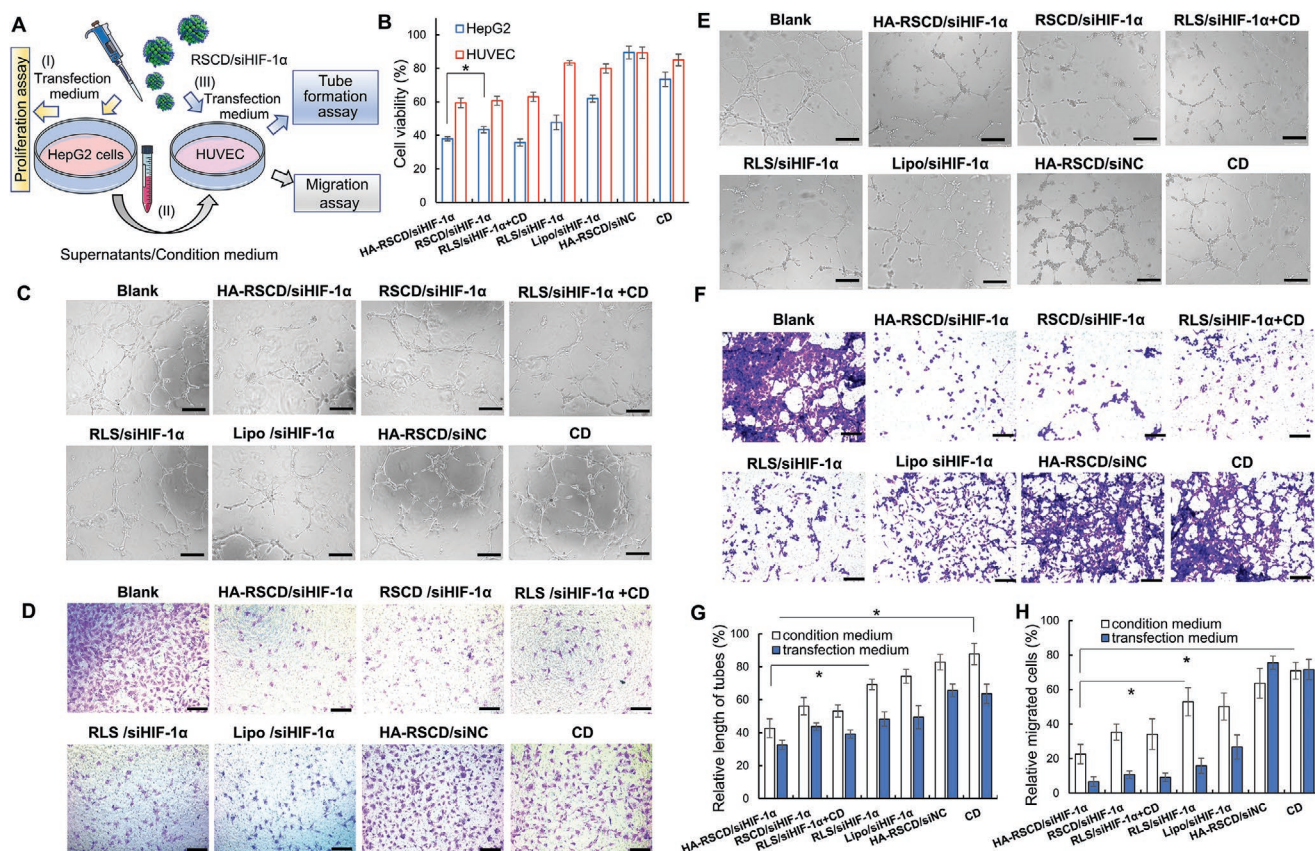 A
Proliferation assay
(I)
Transfection
medium
RSCD/siHIF-1α
(III)
Transfection
medium
Tube
formation
assay
HepG2 cells
HUVEC
Migration
assay
(II)
Supernatants/Condition medium
B
HepG2
HUVEC
*
Cell viability (%)
100
80
60
40
20
0
HA-RSCD/siHIF-1α
RSCD/siHIF-1α
RLS/siHIF-1α+CD
RLS/siHIF-1α
Lipo/siHIF-1α
HA-RSCD/siNC
CD
C
Blank HA-RSCD/siHIF-1α RSCD/siHIF-1α RLS/siHIF-1α +CD
RLS/siHIF-1α Lipo /siHIF-1α HA-RSCD/siNC CD
D
Blank HA-RSCD/siHIF-1α RSCD /siHIF-1α RLS /siHIF-1α +CD
RLS /siHIF-1α Lipo /siHIF-1α HA-RSCD/siNC CD
E
Blank HA-RSCD/siHIF-1α RSCD/siHIF-1α RLS/siHIF-1α+CD
RLS/siHIF-1α Lipo/siHIF-1α HA-RSCD/siNC CD
F
Blank HA-RSCD/siHIF-1α RSCD/siHIF-1α RLS/siHIF-1α+CD
RLS/siHIF-1α Lipo siHIF-1α HA-RSCD/siNC CD
G
*
condition medium
transfection medium
*
Relative length of tubes (%)
100
80
60
40
20
0
HA-RSCD/siHIF-1α
RSCD/siHIF-1α
RLS/siHIF-1α+CD
RLS/siHIF-1α
Lipo/siHIF-1α
HA-RSCD/siNC
CD
H
condition medium
transfection medium
*
*
Relative migrated cells (%)
100
80
60
40
20
0
HA-RSCD/siHIF-1α
RSCD/siHIF-1α
RLS/siHIF-1α+CD
RLS/siHIF-1α
Lipo/siHIF-1α
HA-RSCD/siNC
CD